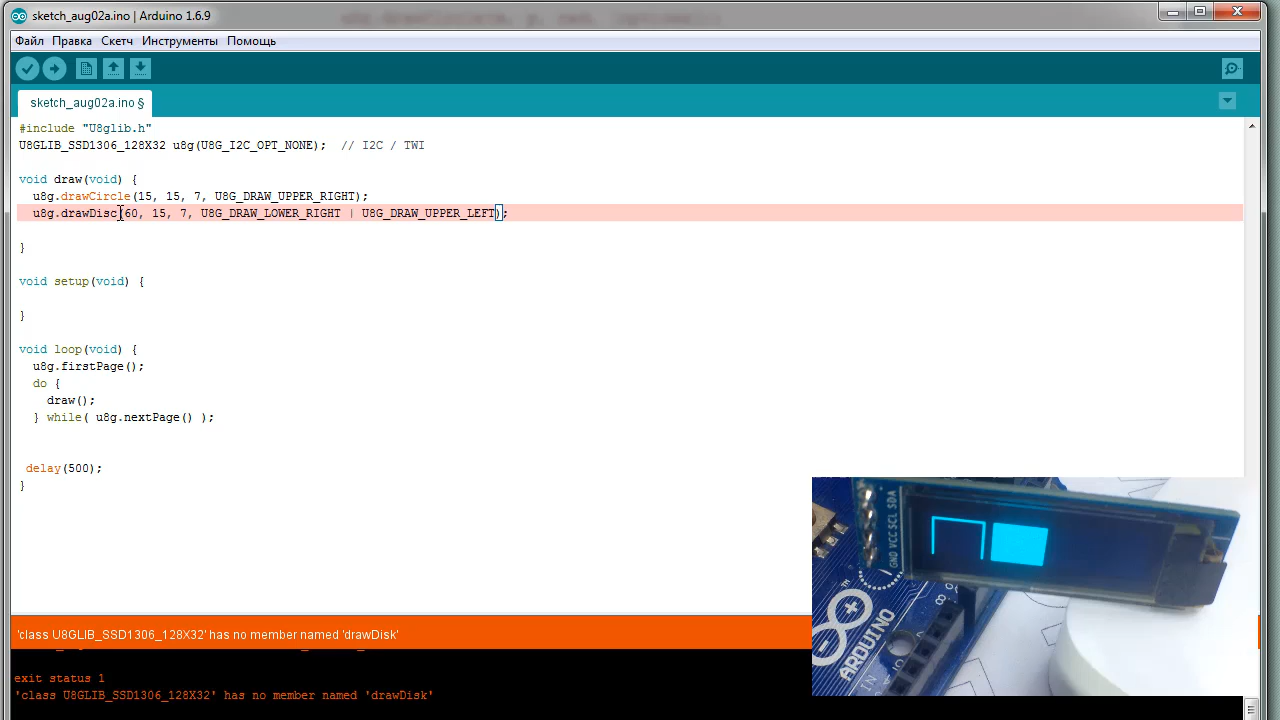 sketch_aug02a.ino | Arduino 1.6.9
Файл Правка Скетч Инструменты Помощь
sketch_aug02a.ino §
#include "U8glib.h"
U8GLIB_SSD1306_128X32 u8g(U8G_I2C_OPT_NONE);  // I2C / TWI
void draw(void) {
u8g.drawCircle(15, 15, 7, U8G_DRAW_UPPER_RIGHT);
u8g.drawDisc(60, 15, 7, U8G_DRAW_LOWER_RIGHT | U8G_DRAW_UPPER_LEFT);
}
void setup(void) {
}
void loop(void) {
u8g.firstPage();
do {
draw();
} while( u8g.nextPage() );
delay(500);
}
GND VCC SCL SDA
ARDUINO
TM
IN
'class U8GLIB_SSD1306_128X32' has no member named 'drawDisk'
exit status 1
'class U8GLIB_SSD1306_128X32' has no member named 'drawDisk'